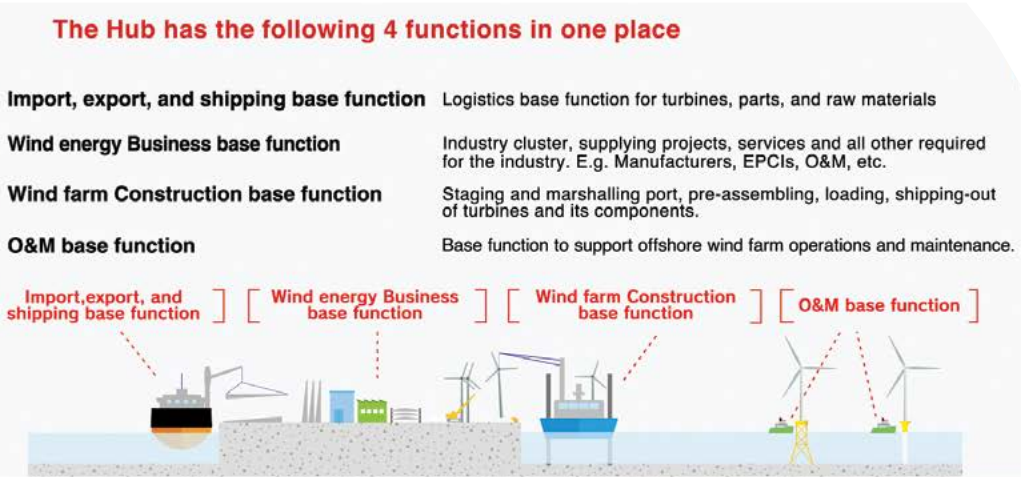 The Hub has the following 4 functions in one place
Import, export, and shipping base function Logistics base function for turbines, parts, and raw materials
Wind energy Business base function Industry cluster, supplying projects, services and all other required
for the industry. E.g. Manufacturers, EPCIs, O&M, etc.
Wind farm Construction base function Staging and marshalling port, pre-assembling, loading, shipping-out
of turbines and its components.
O&M base function Base function to support offshore wind farm operations and maintenance.
Import,export, and
shipping base function
Wind energy Business
base function
Wind farm Construction
base function
O&M base function